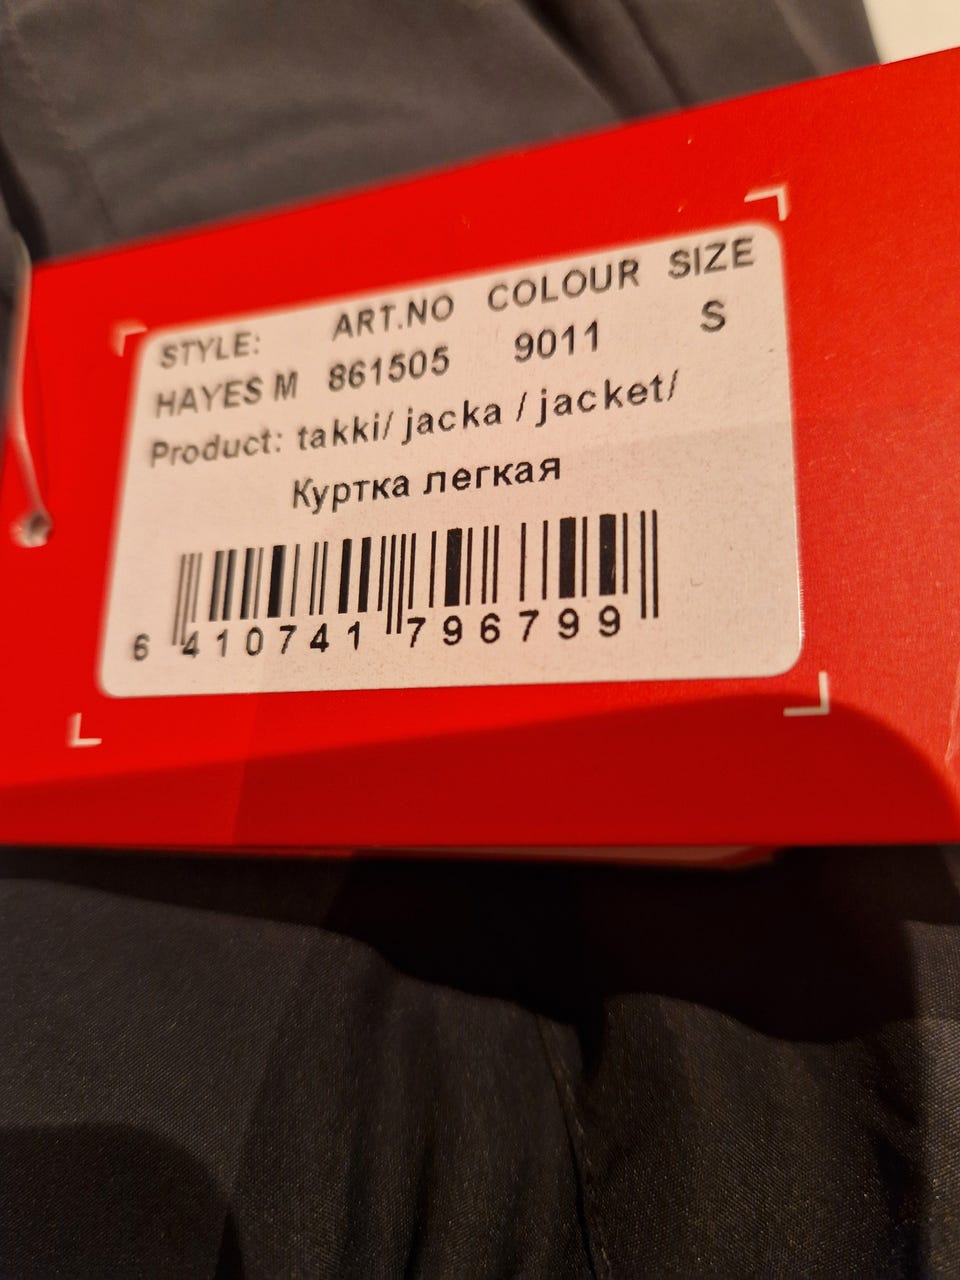 STYLE: ART.NO COLOUR SIZE
HAYES M 861505 9011 S
Product: takki/ jacka / jacket/
Куртка легкая
6 410741 796799